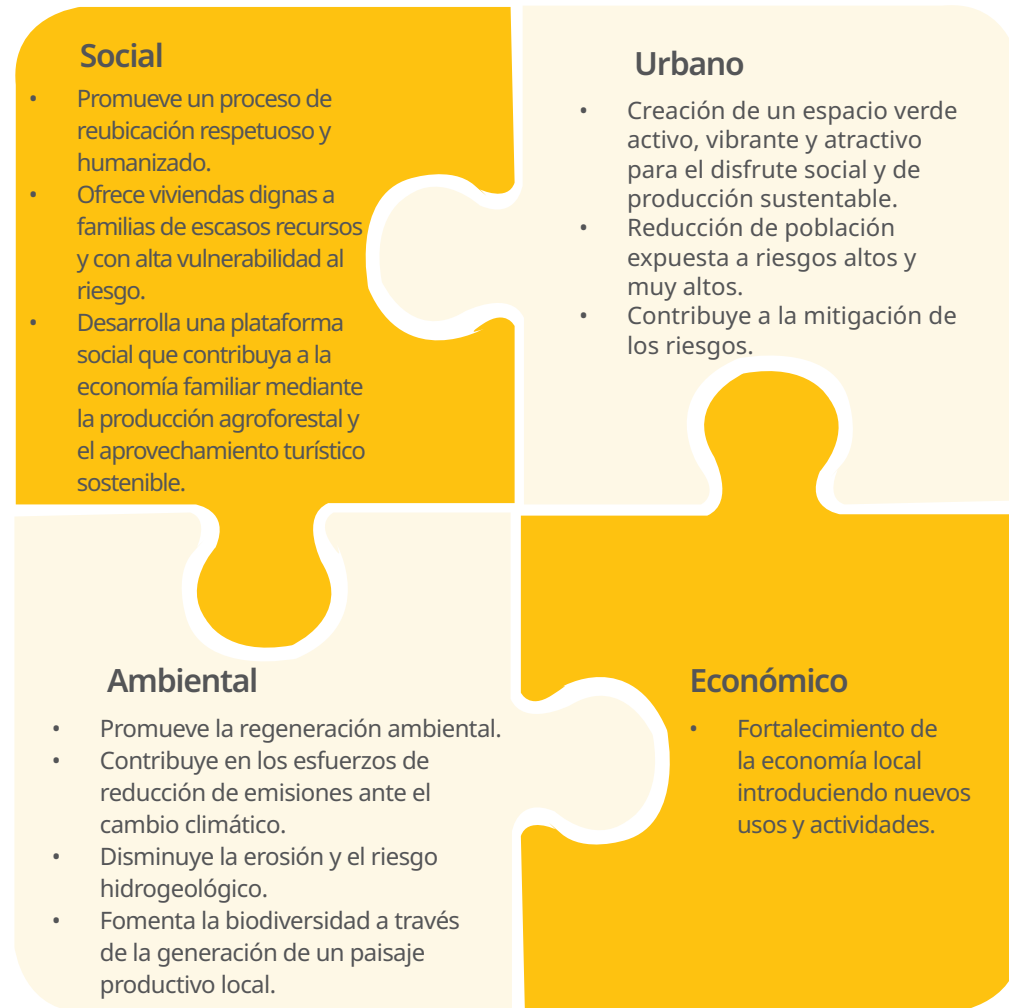 Social
• Promueve un proceso de
reubicación respetuoso y
humanizado.
• Ofrece viviendas dignas a
familias de escasos recursos
y con alta vulnerabilidad al
riesgo.
• Desarrolla una plataforma
social que contribuya a la
economía familiar mediante
la producción agroforestal y
el aprovechamiento turístico
sostenible.
Urbano
• Creación de un espacio verde
activo, vibrante y atractivo
para el disfrute social y de
producción sustentable.
• Reducción de población
expuesta a riesgos altos y
muy altos.
• Contribuye a la mitigación de
los riesgos.
Ambiental
• Promueve la regeneración ambiental.
• Contribuye en los esfuerzos de
reducción de emisiones ante el
cambio climático.
• Disminuye la erosión y el riesgo
hidrogeológico.
• Fomenta la biodiversidad a través
de la generación de un paisaje
productivo local.
Económico
• Fortalecimiento de
la economía local
introduciendo nuevos
usos y actividades.